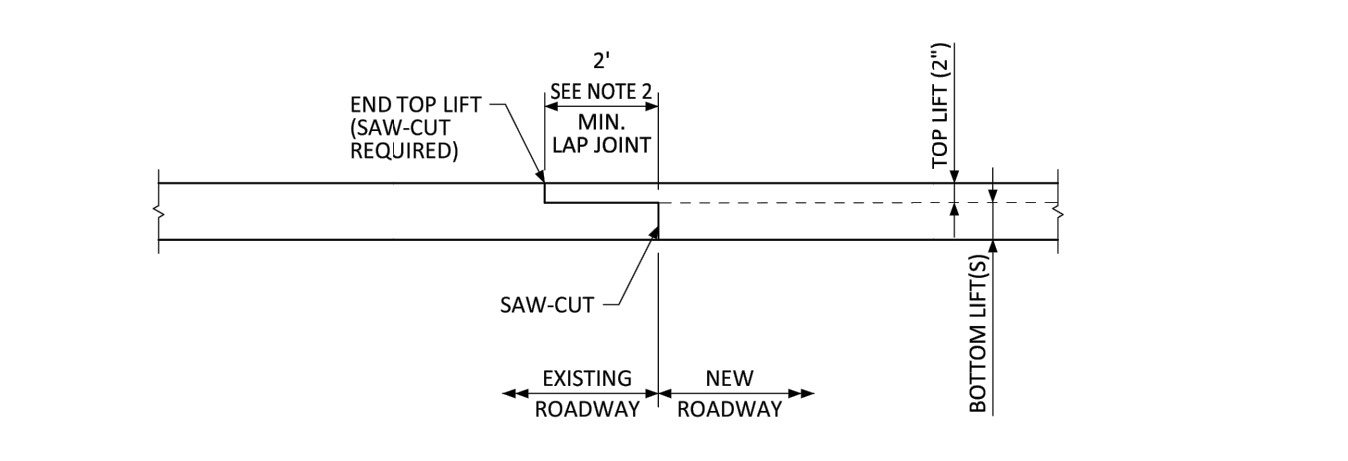 2'
SEE NOTE 2
MIN.
LAP JOINT
END TOP LIFT
(SAW-CUT
REQUIRED)
TOP LIFT (2")
SAW-CUT
BOTTOM LIFT(S)
EXISTING
ROADWAY
NEW
ROADWAY